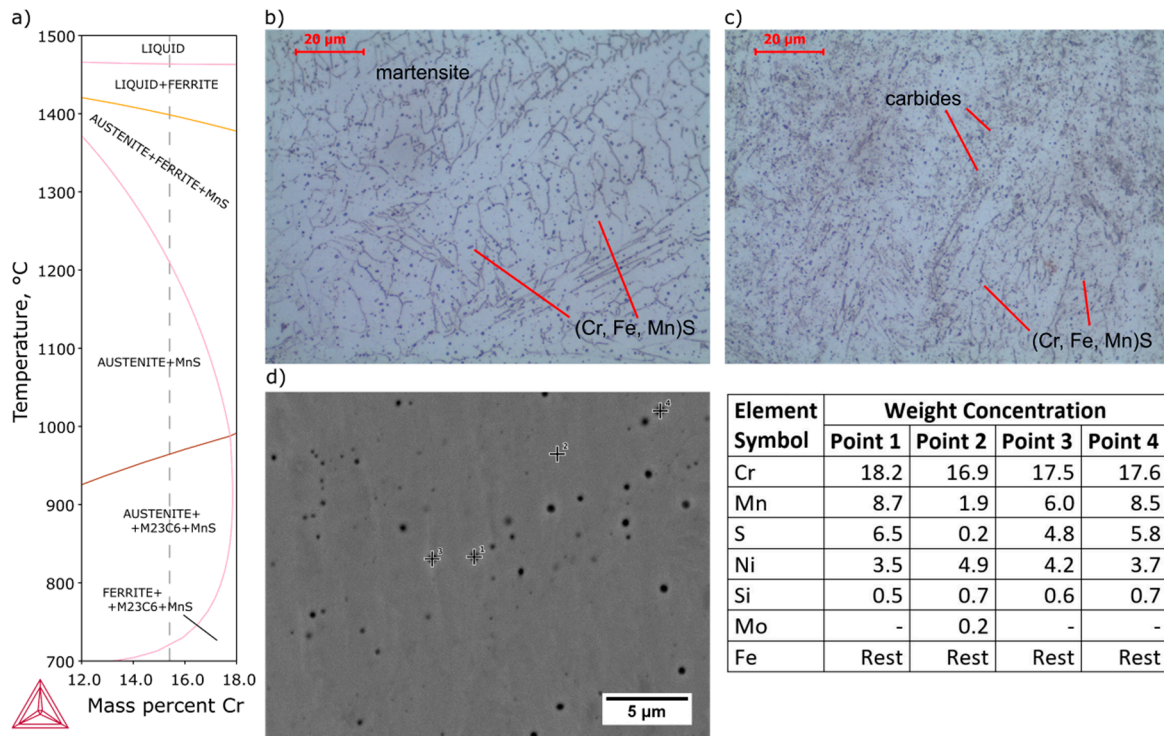 a)
1500
1400
1300
1200
1100
1000
900
800
700
Temperature, °C
LIQUID
LIQUID+FERRITE
AUSTENITE+FERRITE+MnS
AUSTENITE+MnS
AUSTENITE+
+M23C6+MnS
FERRITE+
+M23C6+MnS
12.0 14.0 16.0 18.0
Mass percent Cr
b)
20 µm
martensite
(Cr, Fe, Mn)S
c)
20 µm
carbides
(Cr, Fe, Mn)S
d)
4
2
3
1
5 µm
Element Symbol Weight Concentration
Point 1 Point 2 Point 3 Point 4
Cr 18.2 16.9 17.5 17.6
Mn 8.7 1.9 6.0 8.5
S 6.5 0.2 4.8 5.8
Ni 3.5 4.9 4.2 3.7
Si 0.5 0.7 0.6 0.7
Mo - 0.2 - -
Fe Rest Rest Rest Rest